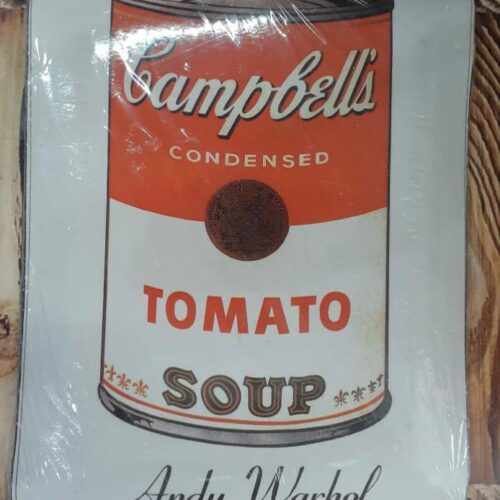 Campbell's
CONDENSED
TOMATO
SOUP
Andy Warhol